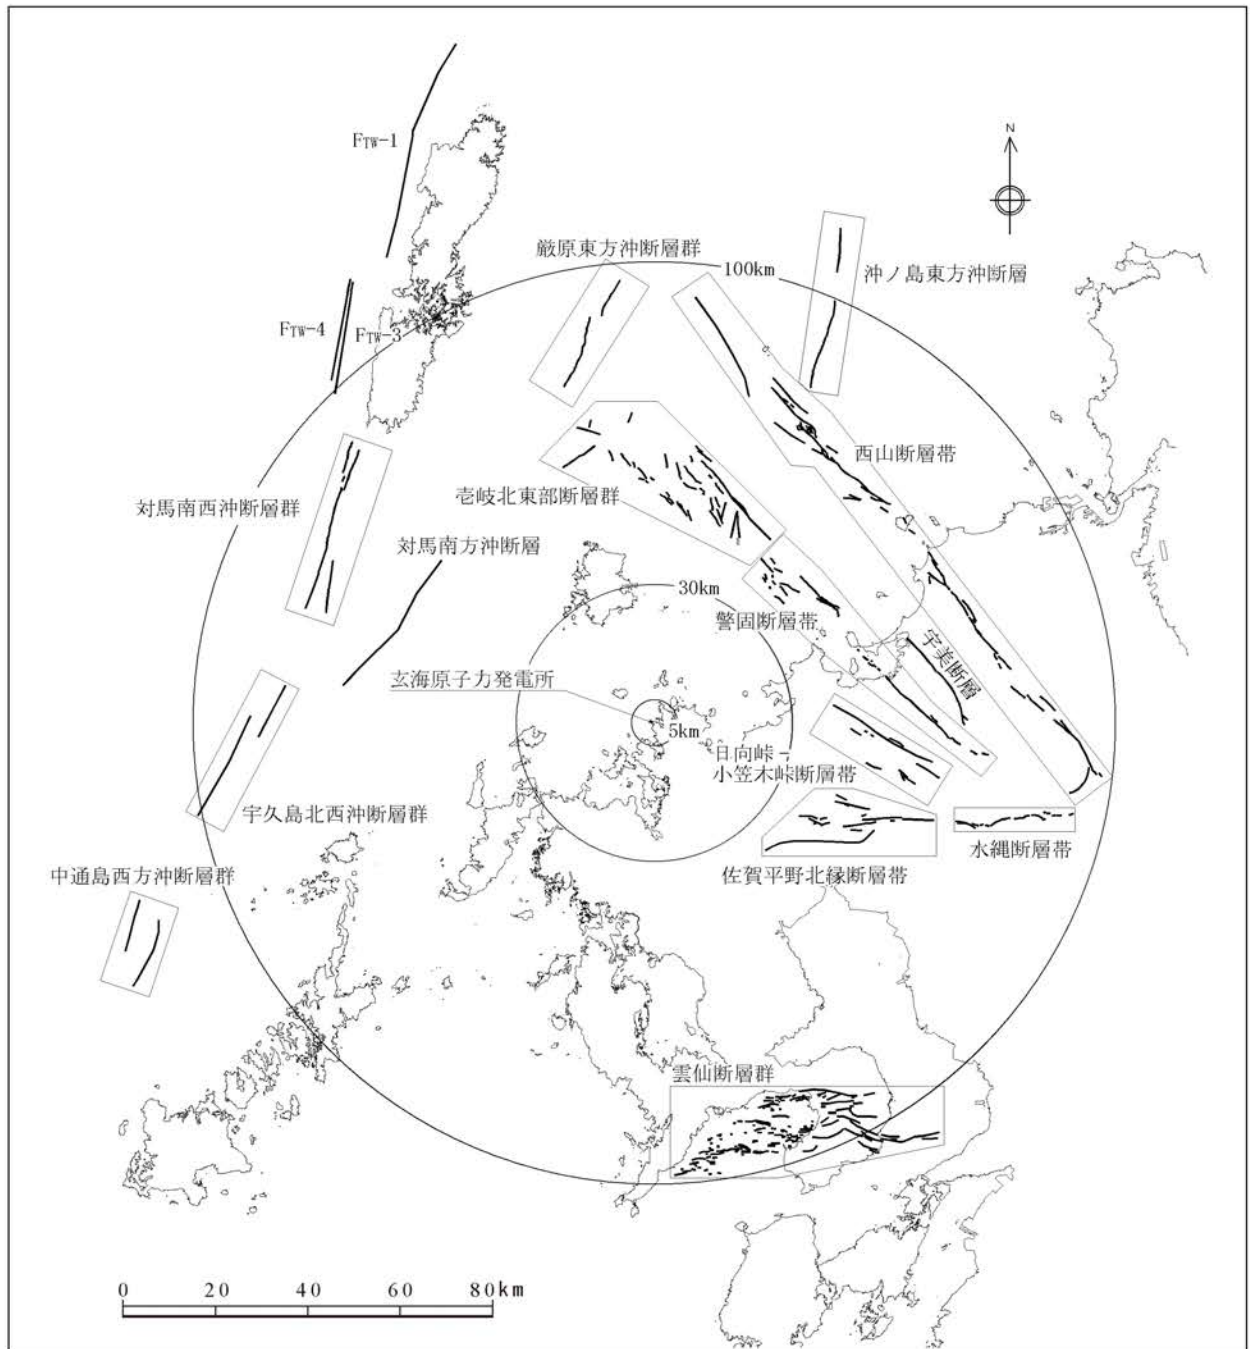 N
FTW-1
厳原東方沖断層群
100km
沖ノ島東方沖断層
FTW-4
FTW-3
西山断層帯
壱岐北東部断層群
対馬南西沖断層群
対馬南方沖断層
30km
警固断層帯
宇美断層
玄海原子力発電所
5km
日向峠-
小笠木峠断層帯
宇久島北西沖断層群
水縄断層帯
中通島西方沖断層群
佐賀平野北縁断層帯
雲仙断層群
0 20 40 60 80km